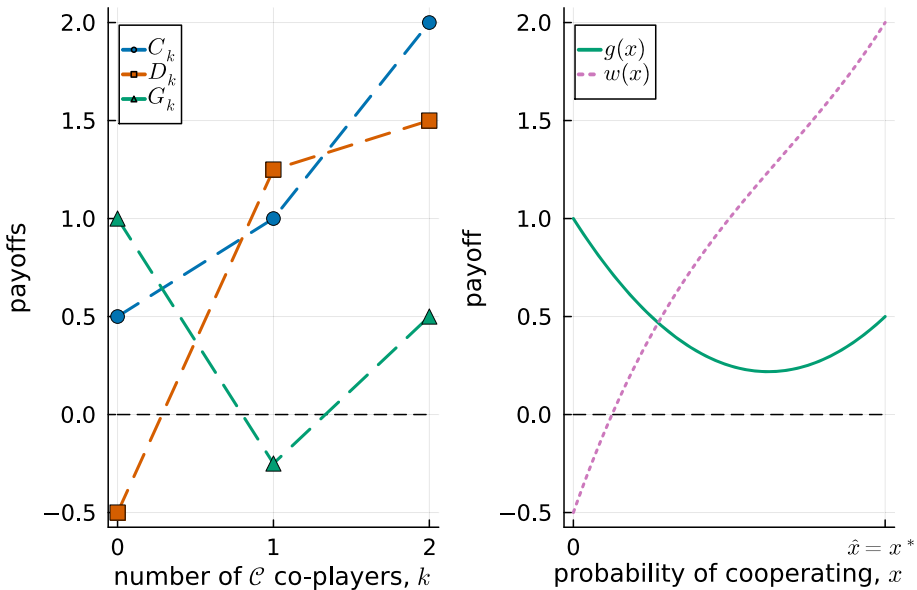 2.0
1.5
1.0
0.5
0.0
−0.5
payoffs
C_k
D_k
G_k
0
1
2
number of 𝒞 co-players, k
2.0
1.5
1.0
0.5
0.0
−0.5
payoff
g(x)
w(x)
0
x̂ = x*
probability of cooperating, x